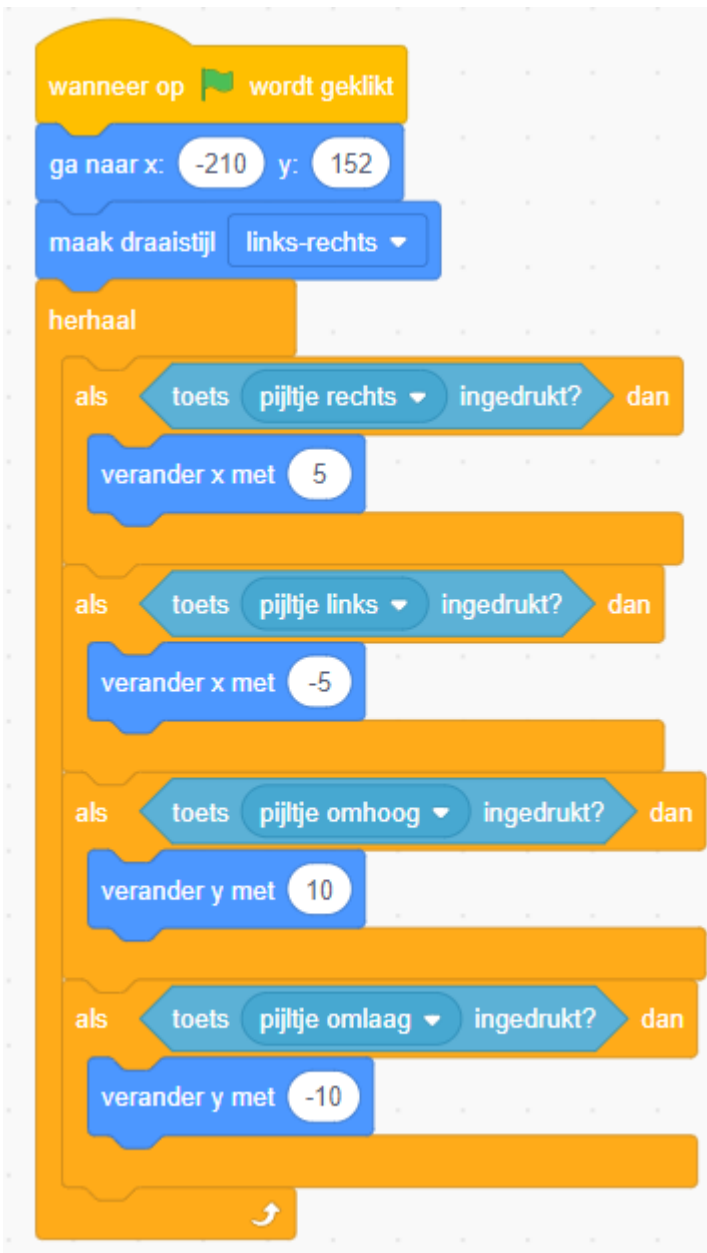 wanneer op wordt geklikt
ga naar x: -210 y: 152
maak draaistijl links-rechts
herhaal
als toets pijltje rechts ingedrukt? dan
verander x met 5
als toets pijltje links ingedrukt? dan
verander x met -5
als toets pijltje omhoog ingedrukt? dan
verander y met 10
als toets pijltje omlaag ingedrukt? dan
verander y met -10